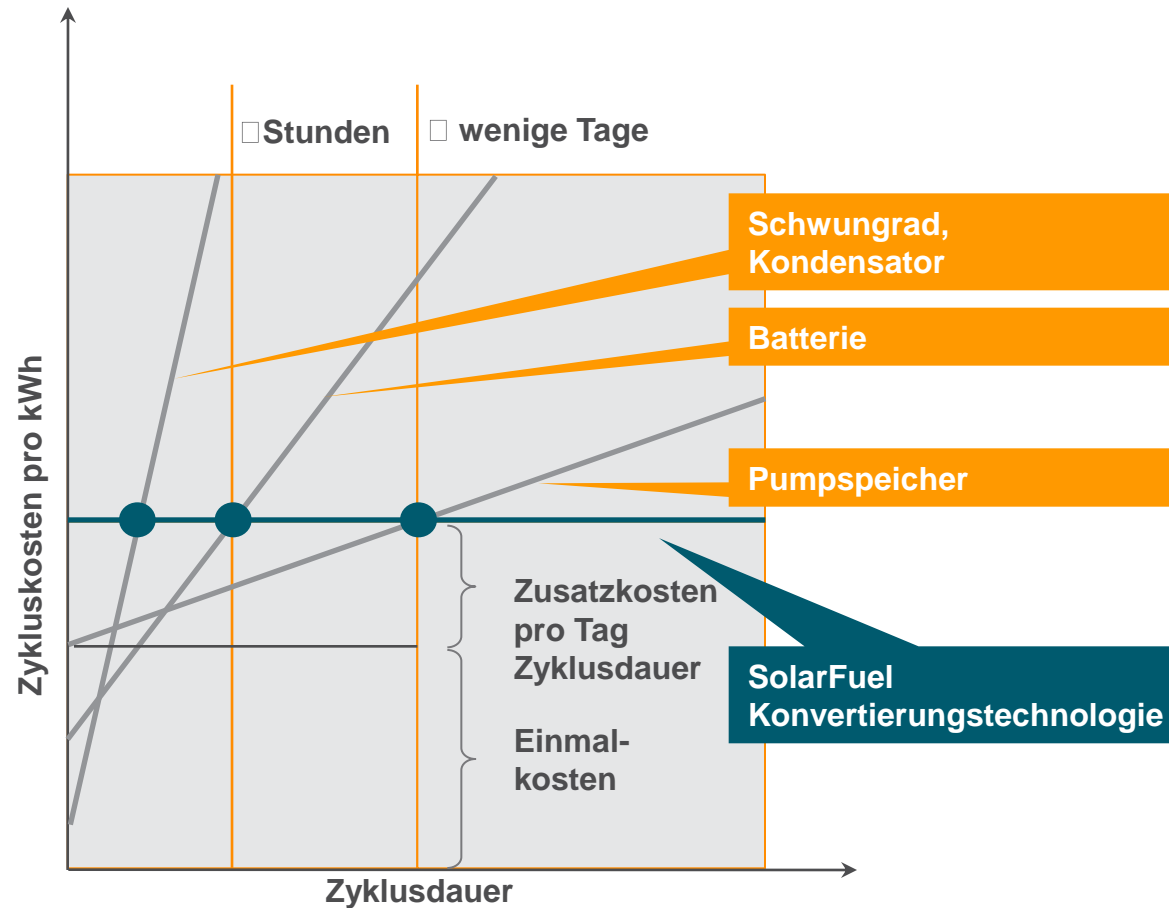 □Stunden
□ wenige Tage
Schwungrad,
Kondensator
Batterie
Pumpspeicher
Zykluskosten pro kWh
Zusatzkosten
pro Tag
Zyklusdauer
SolarFuel
Konvertierungstechnologie
Einmal-
kosten
Zyklusdauer